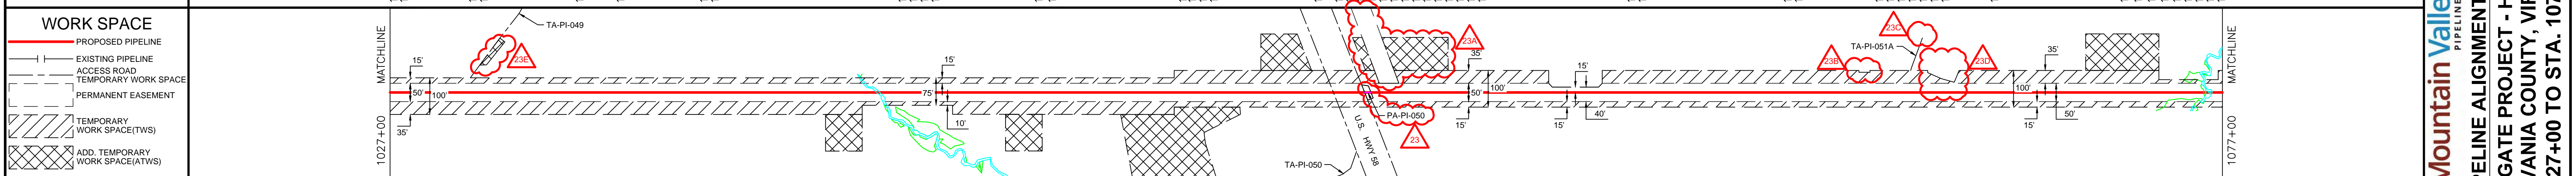 WORK SPACE
PROPOSED PIPELINE
EXISTING PIPELINE
ACCESS ROAD
TEMPORARY WORK SPACE
PERMANENT EASEMENT
TEMPORARY
WORK SPACE(TWS)
ADD. TEMPORARY
WORK SPACE(ATWS)
MATCHLINE
1027+00
15'
50'
100'
35'
TA-PI-049
23E
15'
75'
10'
TA-PI-050
U.S. HWY 58
PA-PI-050
23
23A
35'
50'
100'
15'
15'
15'
40'
23B
TA-PI-051A
23C
23D
100'
35'
15'
50'
MATCHLINE
1077+00
Mountain Valle
PIPELINE
PELINE ALIGNMENT
GATE PROJECT - H
VANIA COUNTY, VIR
27+00 TO STA. 107